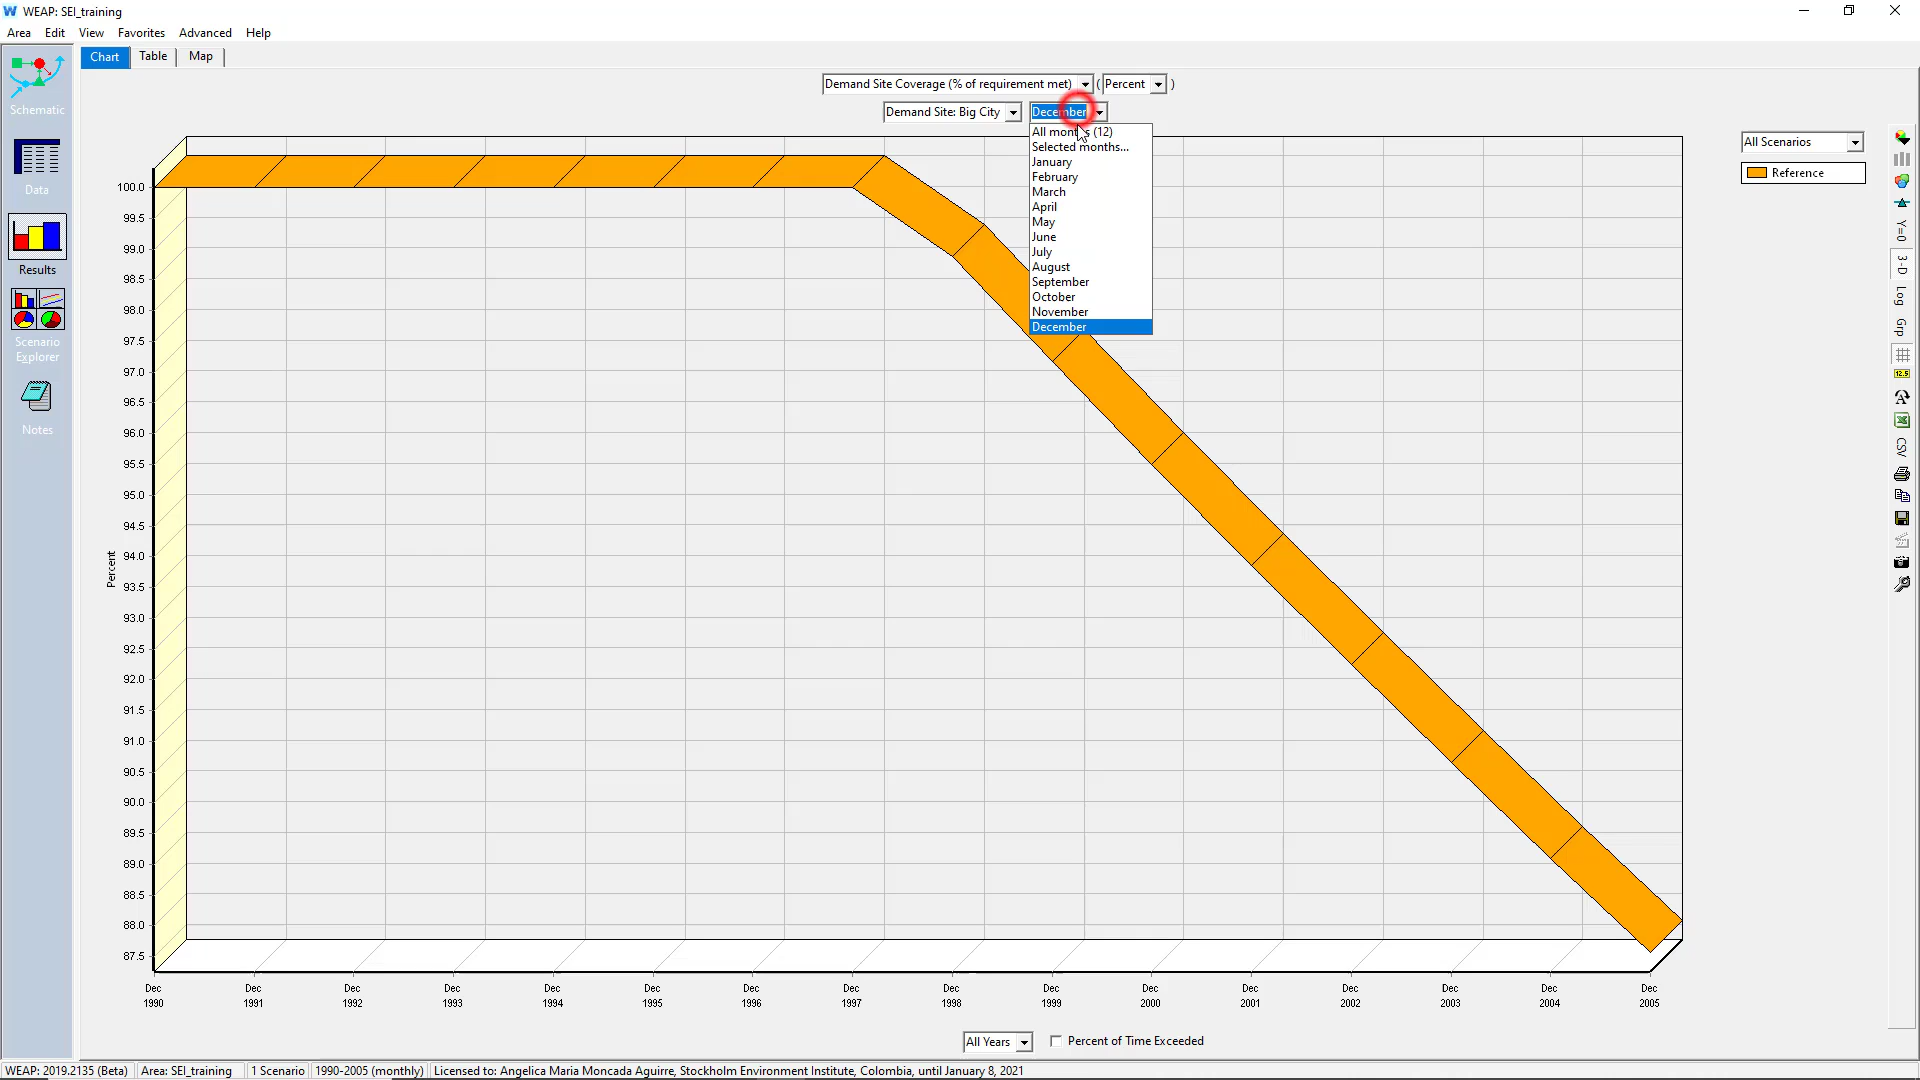 WEAP: SEI_training
Area Edit View Favorites Advanced Help
Chart Table Map
Demand Site Coverage (% of requirement met) ( Percent )
Demand Site: Big City December
All months (12)
Selected months...
January
February
March
April
May
June
July
August
September
October
November
December
All Scenarios
Reference
Schematic
Data
Results
Scenario
Explorer
Notes
Y=0
3-D
Log
Grp
12.5
CSV
Percent
100.0
99.5
99.0
98.5
98.0
97.5
97.0
96.5
96.0
95.5
95.0
94.5
94.0
93.5
93.0
92.5
92.0
91.5
91.0
90.5
90.0
89.5
89.0
88.5
88.0
87.5
Dec Dec Dec Dec Dec Dec Dec Dec Dec Dec Dec Dec Dec Dec Dec Dec
1990 1991 1992 1993 1994 1995 1996 1997 1998 1999 2000 2001 2002 2003 2004 2005
All Years Percent of Time Exceeded
WEAP: 2019.2135 (Beta) Area: SEI_training 1 Scenario 1990-2005 (monthly) Licensed to: Angelica Maria Moncada Aguirre, Stockholm Environment Institute, Colombia, until January 8, 2021